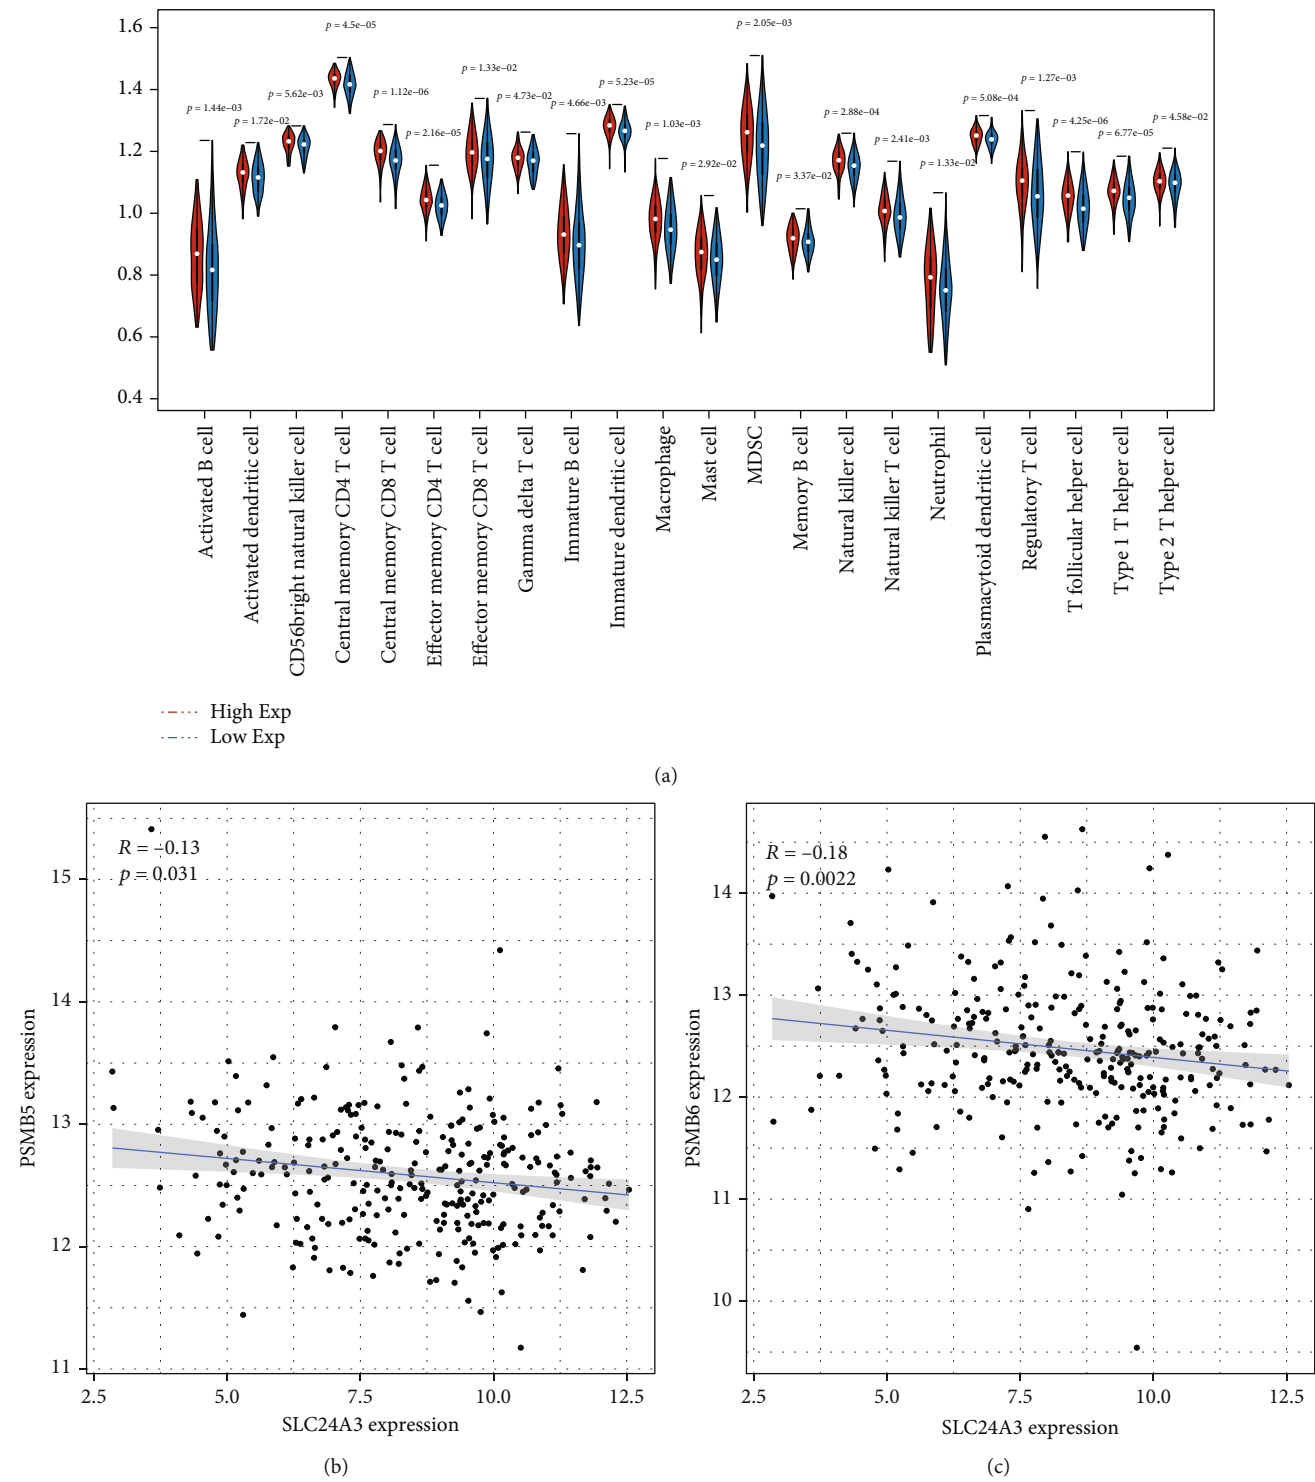 1.6
1.4
1.2
1.0
0.8
0.6
0.4
p = 1.44e–03
p = 1.72e–02
p = 5.62e–03
p = 4.5e–05
p = 1.12e–06
p = 2.16e–05
p = 1.33e–02
p = 4.73e–02
p = 4.66e–03
p = 5.23e–05
p = 1.03e–03
p = 2.92e–02
p = 2.05e–03
p = 3.37e–02
p = 2.88e–04
p = 2.41e–03
p = 1.33e–02
p = 5.08e–04
p = 1.27e–03
p = 4.25e–06
p = 6.77e–05
p = 4.58e–02
Activated B cell
Activated dendritic cell
CD56bright natural killer cell
Central memory CD4 T cell
Central memory CD8 T cell
Effector memory CD4 T cell
Effector memory CD8 T cell
Gamma delta T cell
Immature B cell
Immature dendritic cell
Macrophage
Mast cell
MDSC
Memory B cell
Natural killer cell
Natural killer T cell
Neutrophil
Plasmacytoid dendritic cell
Regulatory T cell
T follicular helper cell
Type 1 T helper cell
Type 2 T helper cell
High Exp
Low Exp
(a)
R = –0.13
p = 0.031
15
14
13
12
11
PSMB5 expression
2.5 5.0 7.5 10.0 12.5
SLC24A3 expression
(b)
R = –0.18
p = 0.0022
14
13
12
11
10
PSMB6 expression
2.5 5.0 7.5 10.0 12.5
SLC24A3 expression
(c)